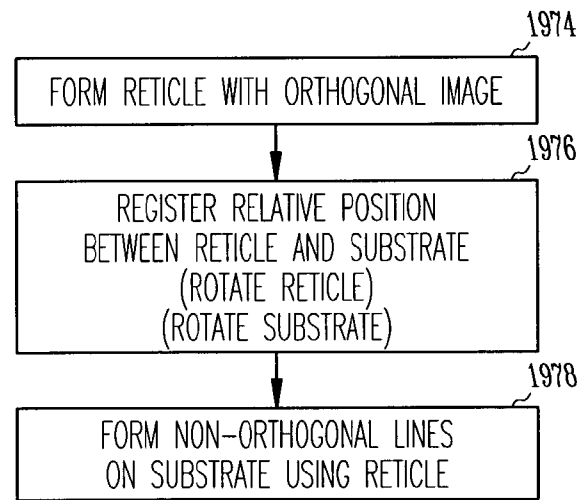 1974
FORM RETICLE WITH ORTHOGONAL IMAGE
1976
REGISTER RELATIVE POSITION
BETWEEN RETICLE AND SUBSTRATE
(ROTATE RETICLE)
(ROTATE SUBSTRATE)
1978
FORM NON-ORTHOGONAL LINES
ON SUBSTRATE USING RETICLE